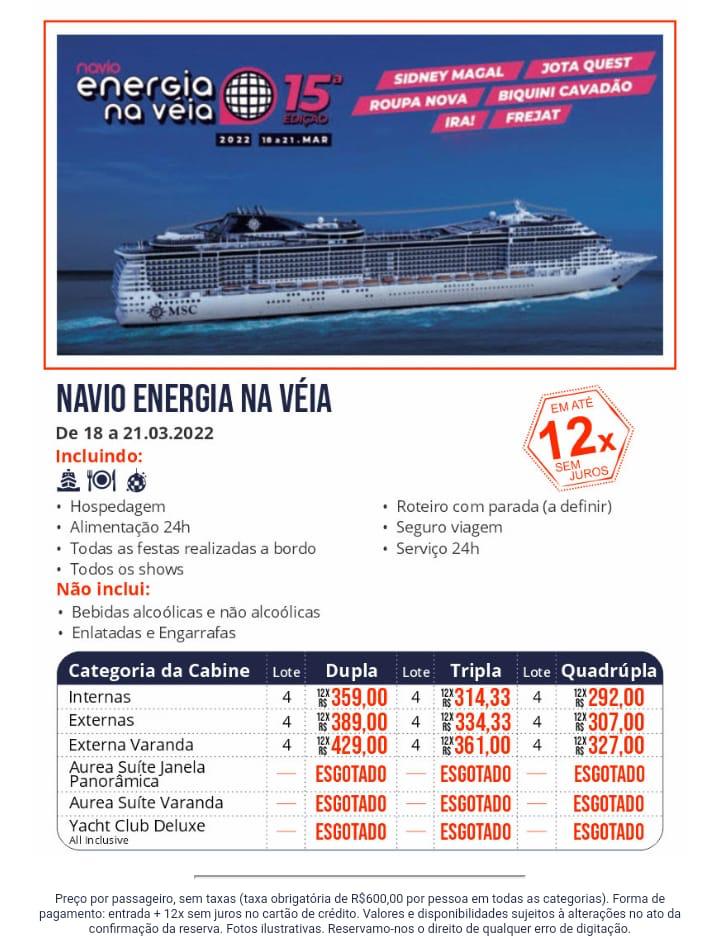 navio
energia
na véia
15ª
EDIÇÃO
2022 18 a 21.MAR
SIDNEY MAGAL
JOTA QUEST
ROUPA NOVA
BIQUINI CAVADÃO
IRA!
FREJAT
MSC
NAVIO ENERGIA NA VÉIA
De 18 a 21.03.2022
EM ATÉ
12x
SEM
JUROS
Incluindo:
• Hospedagem
• Alimentação 24h
• Todas as festas realizadas a bordo
• Todos os shows
• Roteiro com parada (a definir)
• Seguro viagem
• Serviço 24h
Não inclui:
• Bebidas alcoólicas e não alcoólicas
• Enlatadas e Engarrafas
Categoria da Cabine Lote Dupla Lote Tripla Lote Quadrúpla
Internas 4 12X R$ 359,00 4 12X R$ 314,33 4 12X R$ 292,00
Externas 4 12X R$ 389,00 4 12X R$ 334,33 4 12X R$ 307,00
Externa Varanda 4 12X R$ 429,00 4 12X R$ 361,00 4 12X R$ 327,00
Aurea Suíte Janela
Panorâmica — ESGOTADO — ESGOTADO — ESGOTADO
Aurea Suíte Varanda — ESGOTADO — ESGOTADO — ESGOTADO
Yacht Club Deluxe — ESGOTADO — ESGOTADO — ESGOTADO
All Inclusive
Preço por passageiro, sem taxas (taxa obrigatória de R$600,00 por pessoa em todas as categorias). Forma de
pagamento: entrada + 12x sem juros no cartão de crédito. Valores e disponibilidades sujeitos à alterações no ato da
confirmação da reserva. Fotos ilustrativas. Reservamo-nos o direito de qualquer erro de digitação.